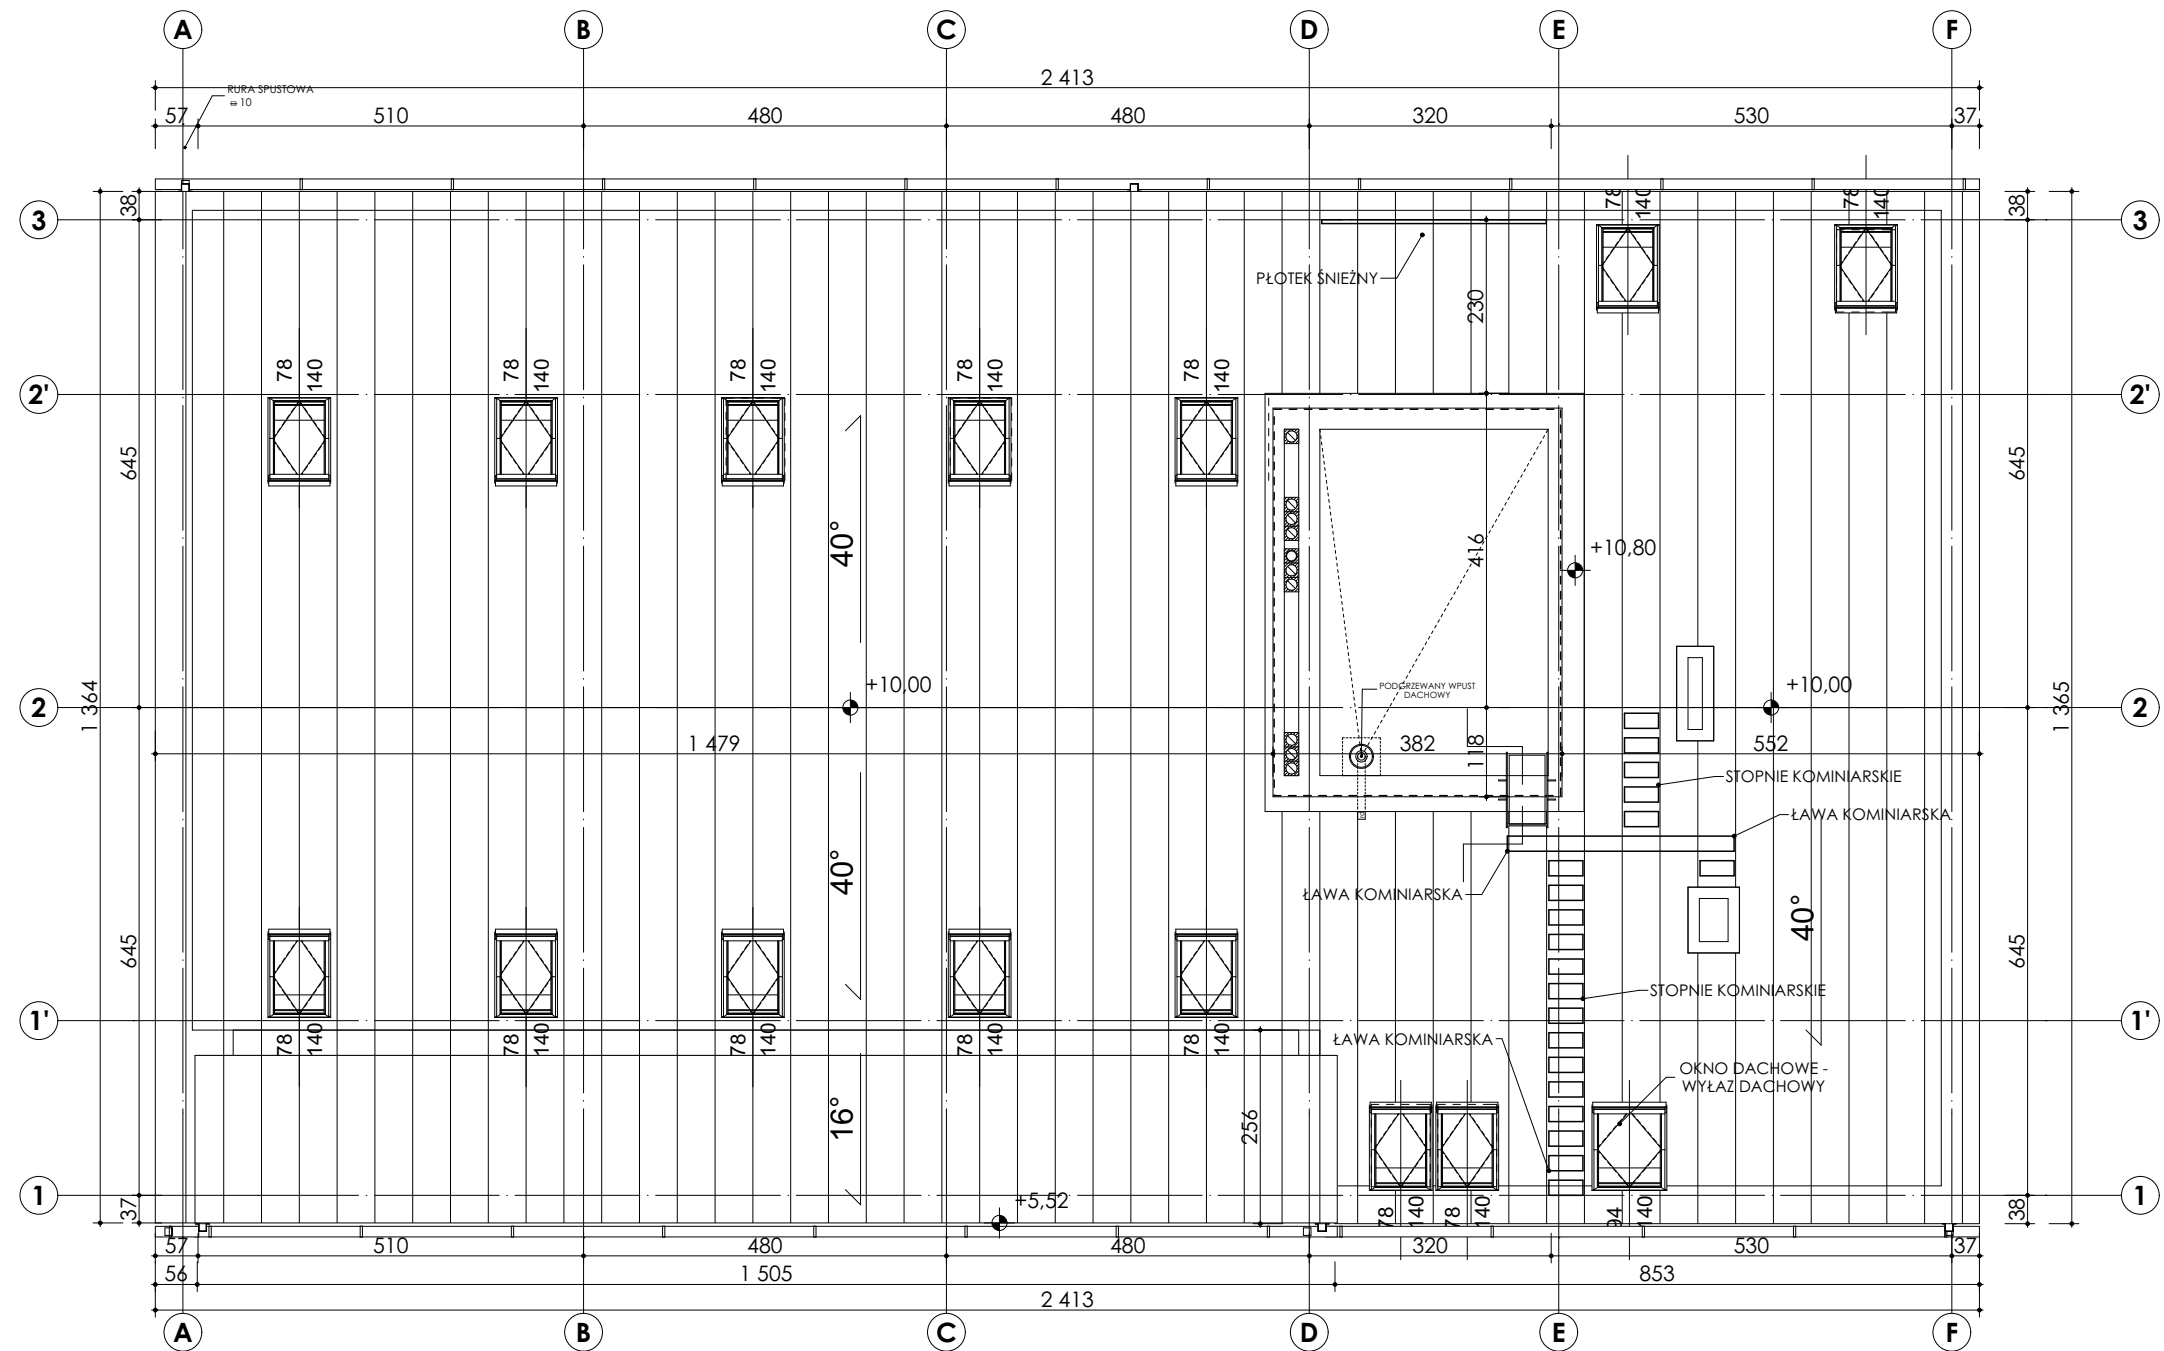 A B C D E F
2 413
RURA SPUSTOWA
⌀ 10
57 510 480 480 320 530 37
38 78 140 78 140 38
3 3
PŁOTEK ŚNIEŻNY
230
78 140 78 140 78 140 78 140 78 140
2' 2'
645 645
40° 416 +10,80
+10,00 PODGRZEWANY WPUST
DACHOWY
+10,00
2 1 364 1 365 2
1 479 382 118 552
STOPNIE KOMINIARSKIE
ŁAWA KOMINIARSKA
40° ŁAWA KOMINIARSKA 40°
645 645
STOPNIE KOMINIARSKIE
1' 1'
78 140 78 140 78 140 78 140 78 140
ŁAWA KOMINIARSKA
OKNO DACHOWE -
WYŁAZ DACHOWY
16° 256
1 1
37 +5,52 78 140 78 140 94 140 38
57 510 480 480 320 530 37
56 1 505 853
2 413
A B C D E F